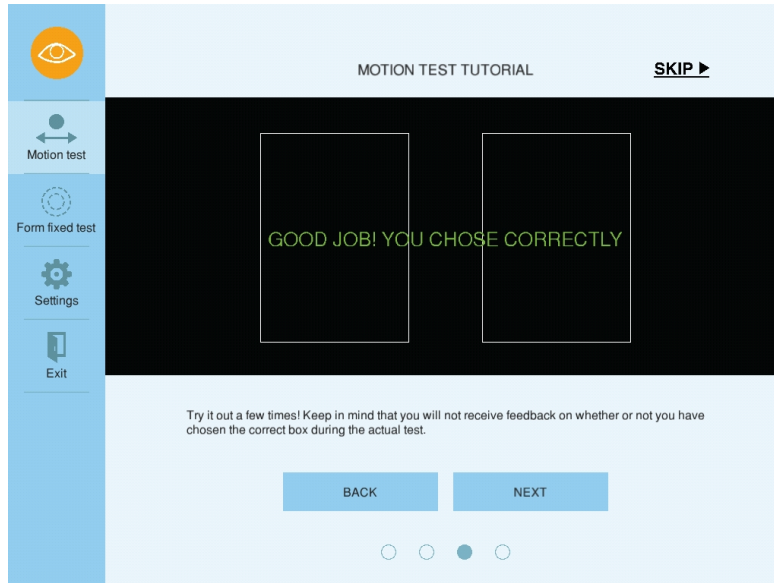 MOTION TEST TUTORIAL
SKIP
Motion test
Form fixed test
Settings
Exit
GOOD JOB! YOU CHOSE CORRECTLY
Try it out a few times! Keep in mind that you will not receive feedback on whether or not you have
chosen the correct box during the actual test.
BACK
NEXT